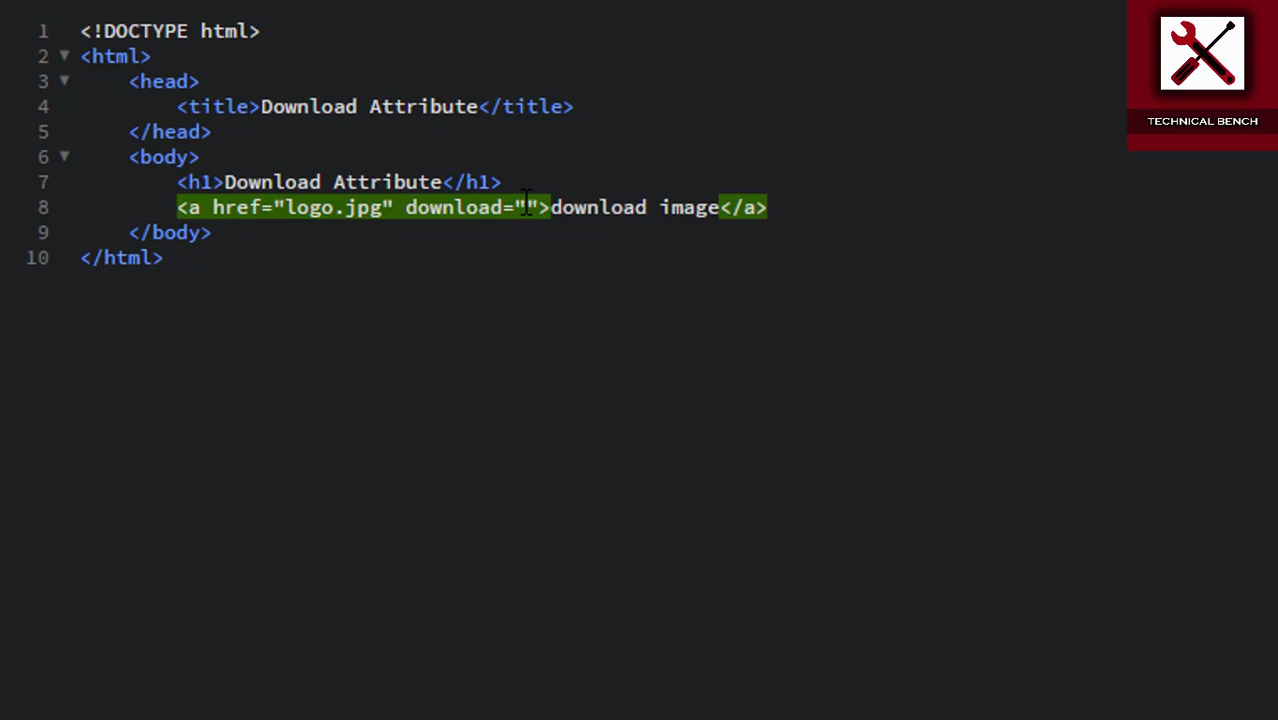 1 <!DOCTYPE html>
2 ▼ <html>
3 ▼ <head>
4 <title>Download Attribute</title>
5 </head>
6 ▼ <body>
7 <h1>Download Attribute</h1>
8 <a href="logo.jpg" download="">download image</a>
9 </body>
10 </html>
TECHNICAL BENCH